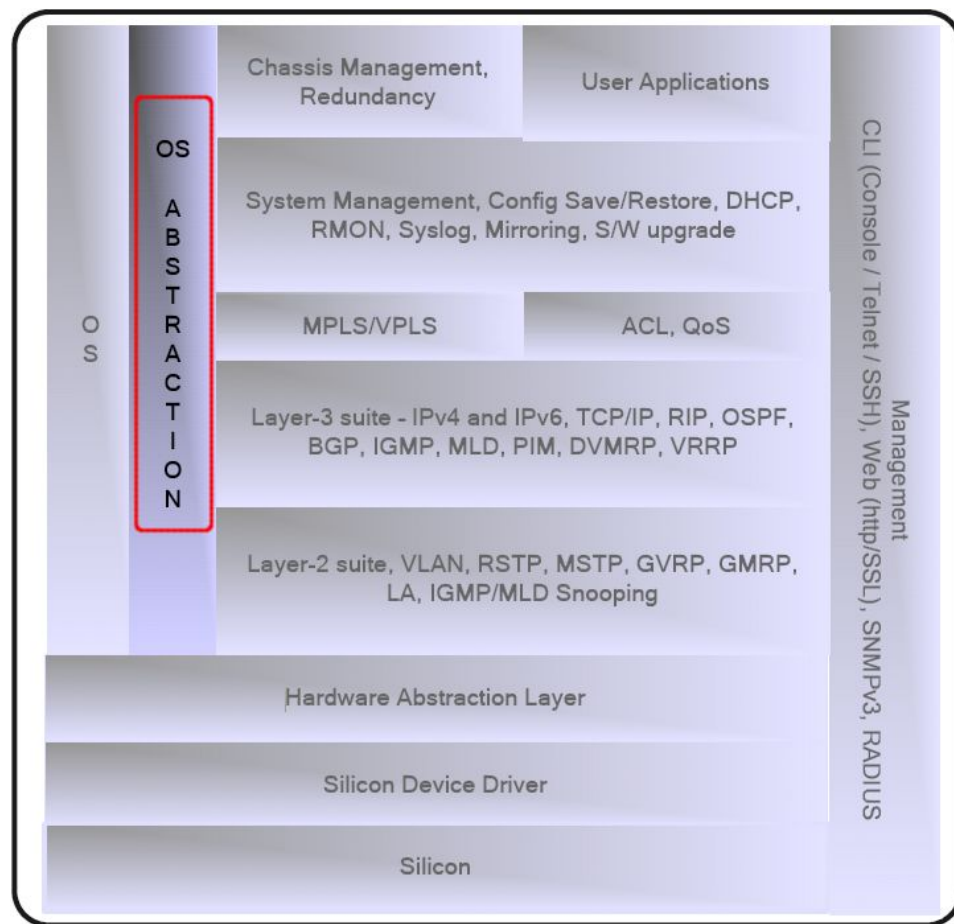 Chassis Management,
Redundancy
User Applications
OS
ABSTRACTION
OS
System Management, Config Save/Restore, DHCP,
RMON, Syslog, Mirroring, S/W upgrade
MPLS/VPLS
ACL, QoS
Layer-3 suite - IPv4 and IPv6, TCP/IP, RIP, OSPF,
BGP, IGMP, MLD, PIM, DVMRP, VRRP
Layer-2 suite, VLAN, RSTP, MSTP, GVRP, GMRP,
LA, IGMP/MLD Snooping
Hardware Abstraction Layer
Silicon Device Driver
Silicon
Management
CLI (Console / Telnet / SSH), Web (http/SSL), SNMPv3, RADIUS